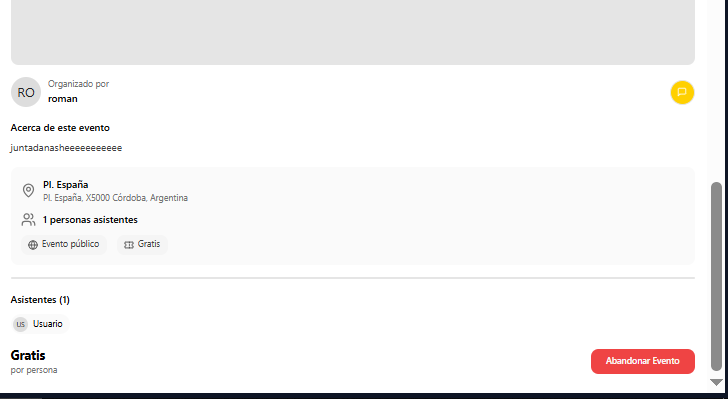 RO
Organizado por
roman
Acerca de este evento
juntadanasheeeeeeeeeee
Pl. España
Pl. España, X5000 Córdoba, Argentina
1 personas asistentes
Evento público Gratis
Asistentes (1)
US Usuario
Gratis
por persona
Abandonar Evento